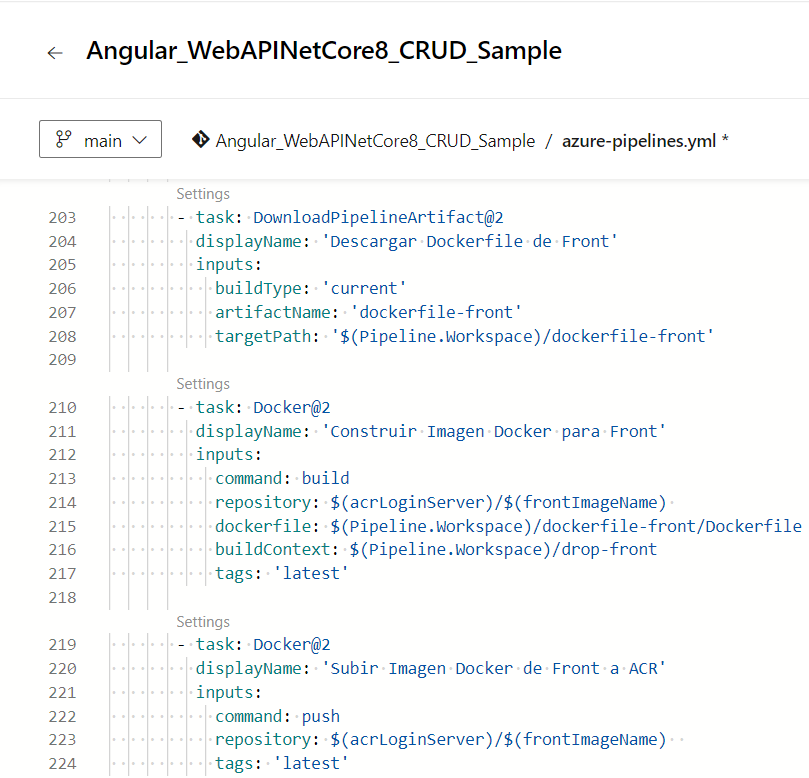 ← Angular_WebAPINetCore8_CRUD_Sample
main Angular_WebAPINetCore8_CRUD_Sample / azure-pipelines.yml *
Settings
203 - task: DownloadPipelineArtifact@2
204 displayName: 'Descargar Dockerfile de Front'
205 inputs:
206 buildType: 'current'
207 artifactName: 'dockerfile-front'
208 targetPath: '$(Pipeline.Workspace)/dockerfile-front'
209
Settings
210 - task: Docker@2
211 displayName: 'Construir Imagen Docker para Front'
212 inputs:
213 command: build
214 repository: $(acrLoginServer)/$(frontImageName)
215 dockerfile: $(Pipeline.Workspace)/dockerfile-front/Dockerfile
216 buildContext: $(Pipeline.Workspace)/drop-front
217 tags: 'latest'
218
Settings
219 - task: Docker@2
220 displayName: 'Subir Imagen Docker de Front a ACR'
221 inputs:
222 command: push
223 repository: $(acrLoginServer)/$(frontImageName)
224 tags: 'latest'